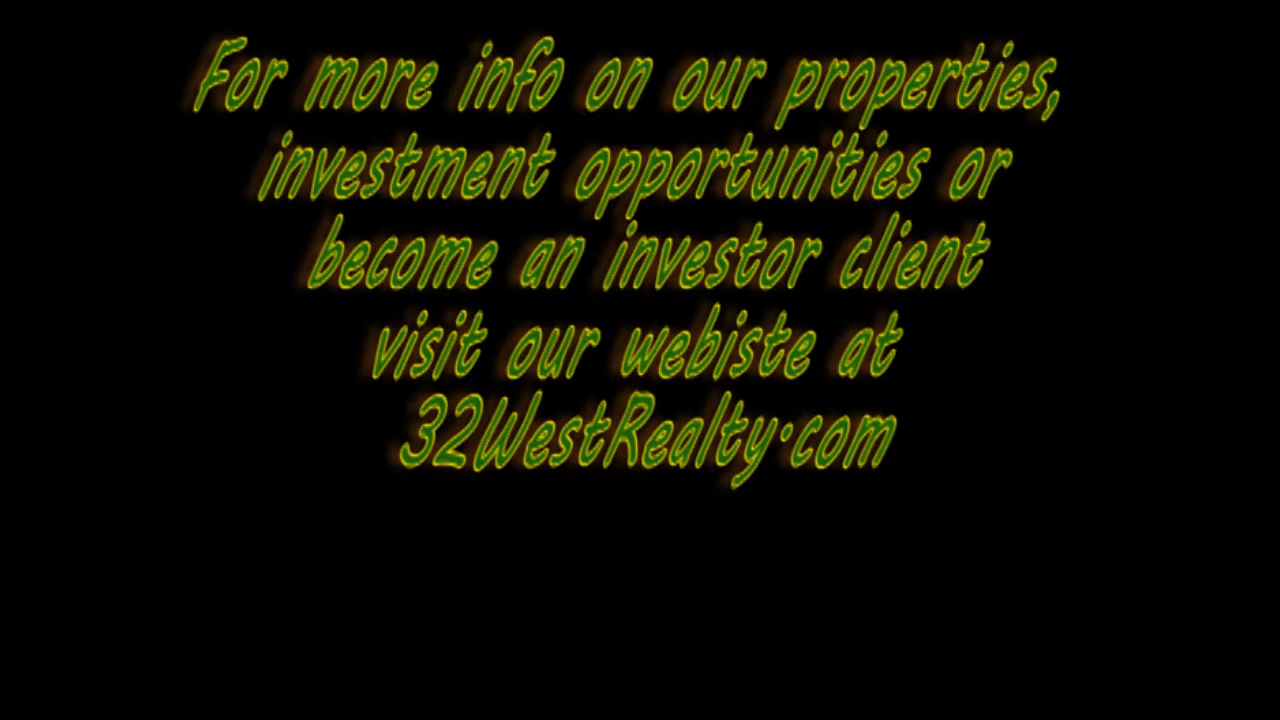 For more info on our properties,
investment opportunities or
become an investor client
visit our webiste at
32WestRealty.com